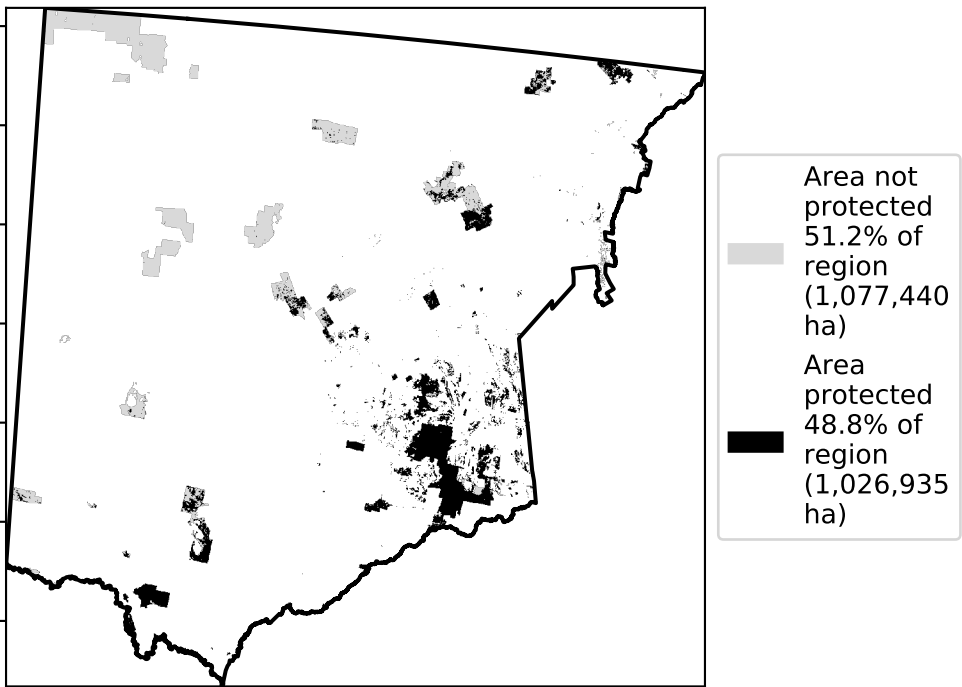 Area not
protected
51.2% of
region
(1,077,440
ha)
Area
protected
48.8% of
region
(1,026,935
ha)